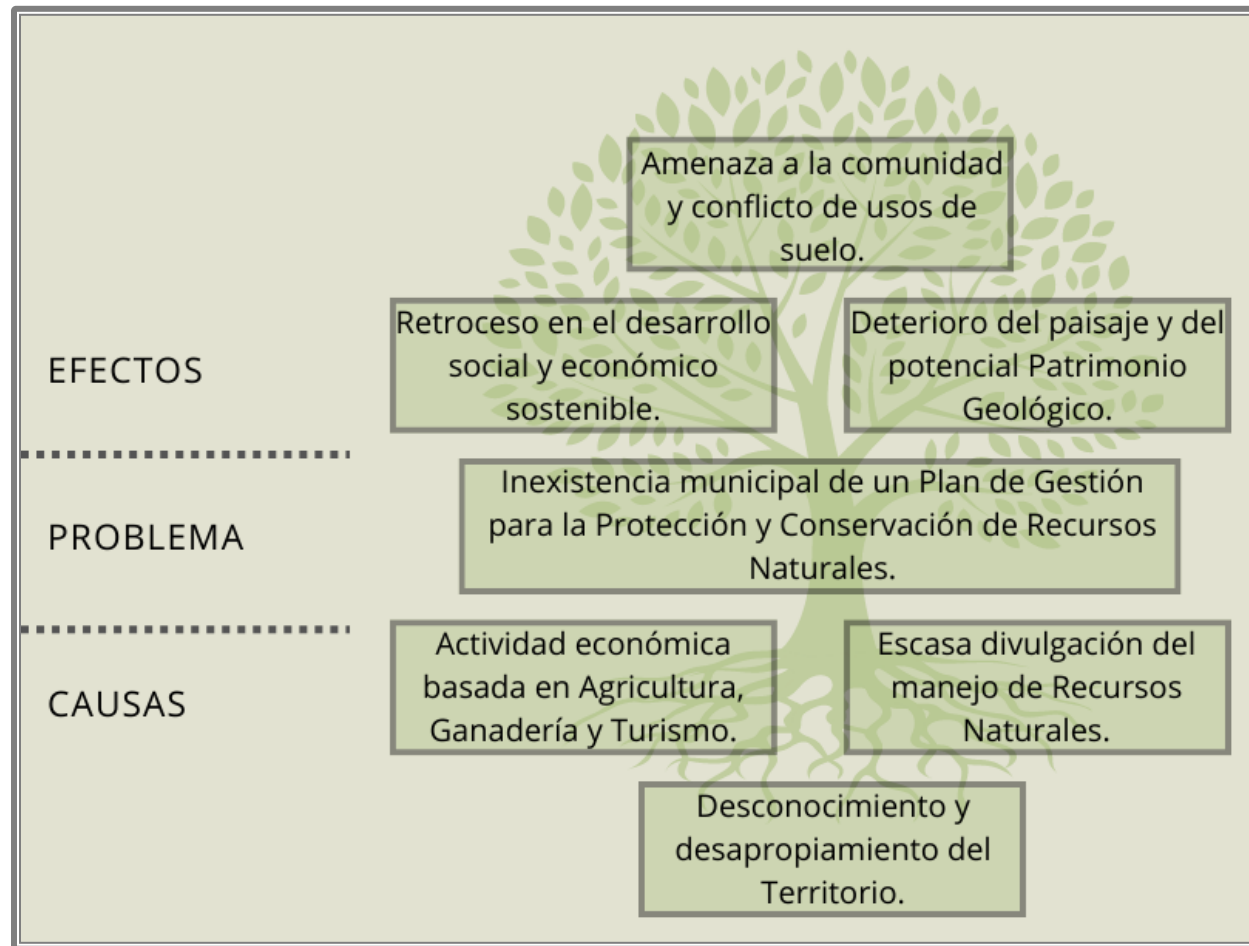 Amenaza a la comunidad
y conflicto de usos de
suelo.
EFECTOS
Retroceso en el desarrollo
social y económico
sostenible.
Deterioro del paisaje y del
potencial Patrimonio
Geológico.
PROBLEMA
Inexistencia municipal de un Plan de Gestión
para la Protección y Conservación de Recursos
Naturales.
CAUSAS
Actividad económica
basada en Agricultura,
Ganadería y Turismo.
Escasa divulgación del
manejo de Recursos
Naturales.
Desconocimiento y
desapropiamiento del
Territorio.